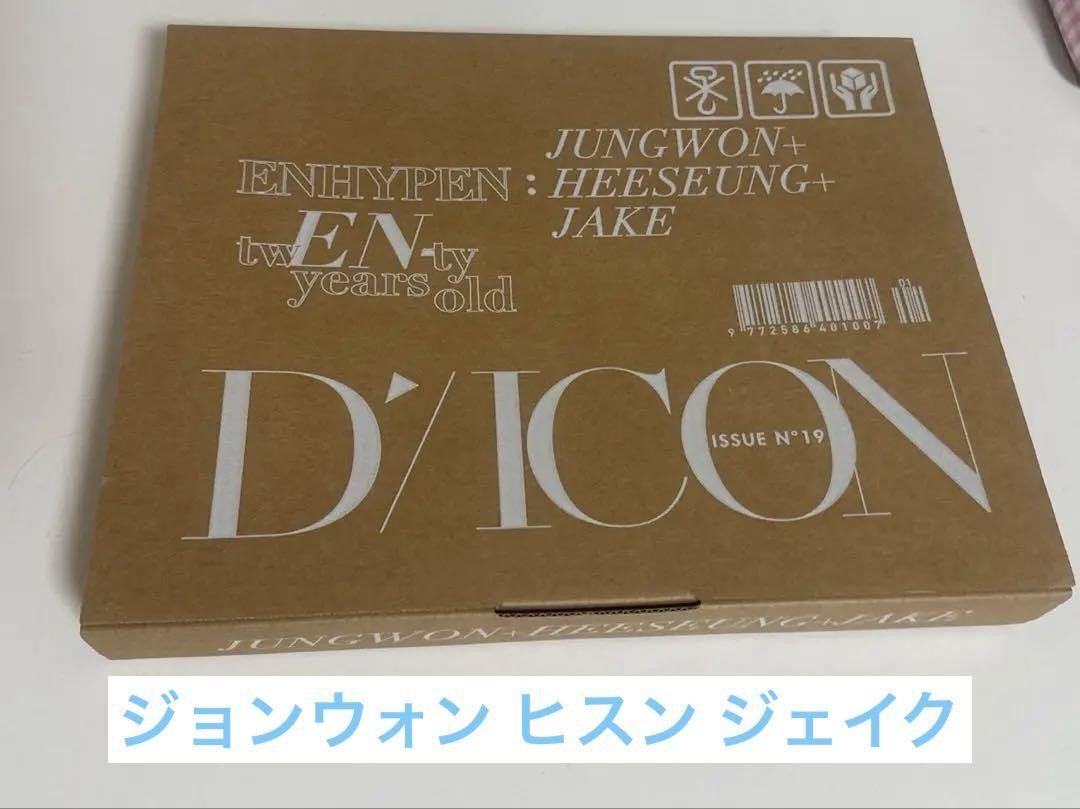 JUNGWON+
ENHYPEN : HEESEUNG+
JAKE
twEN-ty
years old
01
9 772586 401007
D'/ICON
ISSUE N°19
JUNGWON+HEESEUNG+JAKE
ジョンウォン ヒスン ジェイク